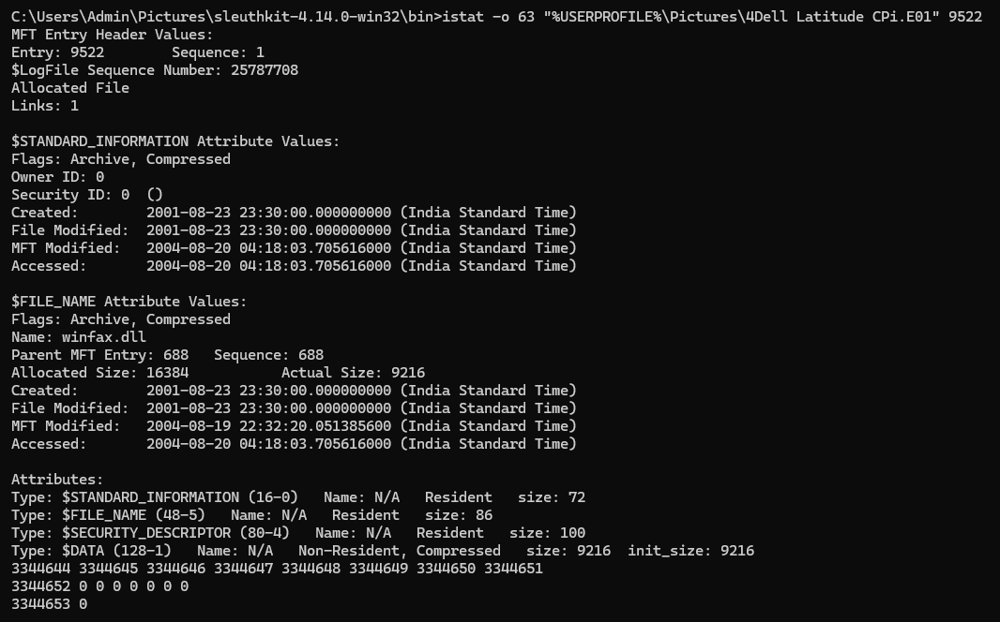 C:\Users\Admin\Pictures\sleuthkit-4.14.0-win32\bin>istat -o 63 "%USERPROFILE%\Pictures\4Dell Latitude CPi.E01" 9522
MFT Entry Header Values:
Entry: 9522        Sequence: 1
$LogFile Sequence Number: 25787708
Allocated File
Links: 1

$STANDARD_INFORMATION Attribute Values:
Flags: Archive, Compressed
Owner ID: 0
Security ID: 0  ()
Created:        2001-08-23 23:30:00.000000000 (India Standard Time)
File Modified:  2001-08-23 23:30:00.000000000 (India Standard Time)
MFT Modified:   2004-08-20 04:18:03.705616000 (India Standard Time)
Accessed:       2004-08-20 04:18:03.705616000 (India Standard Time)

$FILE_NAME Attribute Values:
Flags: Archive, Compressed
Name: winfax.dll
Parent MFT Entry: 688   Sequence: 688
Allocated Size: 16384           Actual Size: 9216
Created:        2001-08-23 23:30:00.000000000 (India Standard Time)
File Modified:  2001-08-23 23:30:00.000000000 (India Standard Time)
MFT Modified:   2004-08-19 22:32:20.051385600 (India Standard Time)
Accessed:       2004-08-20 04:18:03.705616000 (India Standard Time)

Attributes:
Type: $STANDARD_INFORMATION (16-0)   Name: N/A   Resident   size: 72
Type: $FILE_NAME (48-5)   Name: N/A   Resident   size: 86
Type: $SECURITY_DESCRIPTOR (80-4)   Name: N/A   Resident   size: 100
Type: $DATA (128-1)   Name: N/A   Non-Resident, Compressed   size: 9216  init_size: 9216
3344644 3344645 3344646 3344647 3344648 3344649 3344650 3344651
3344652 0 0 0 0 0 0 0
3344653 0